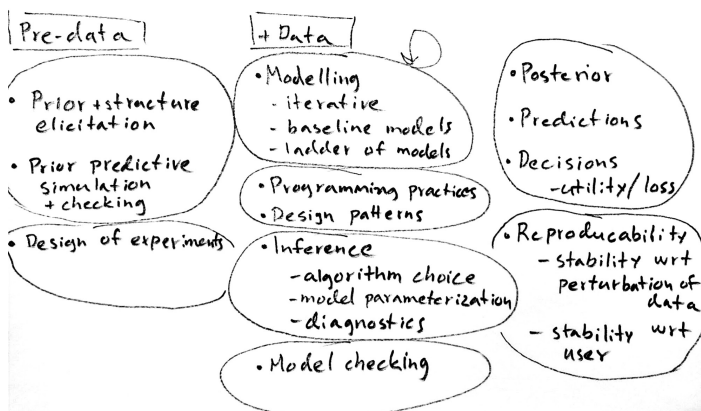 Pre-data
• Prior + structure
elicitation
• Prior predictive
simulation
+ checking
• Design of experiments
+ Data
• Modelling
- iterative
- baseline models
- ladder of models
• Programming practices
• Design patterns
• Inference
- algorithm choice
- model parameterization
- diagnostics
• Model checking
• Posterior
• Predictions
• Decisions
- utility/loss
• Reproducability
- stability wrt
perturbation of
data
- stability wrt
user